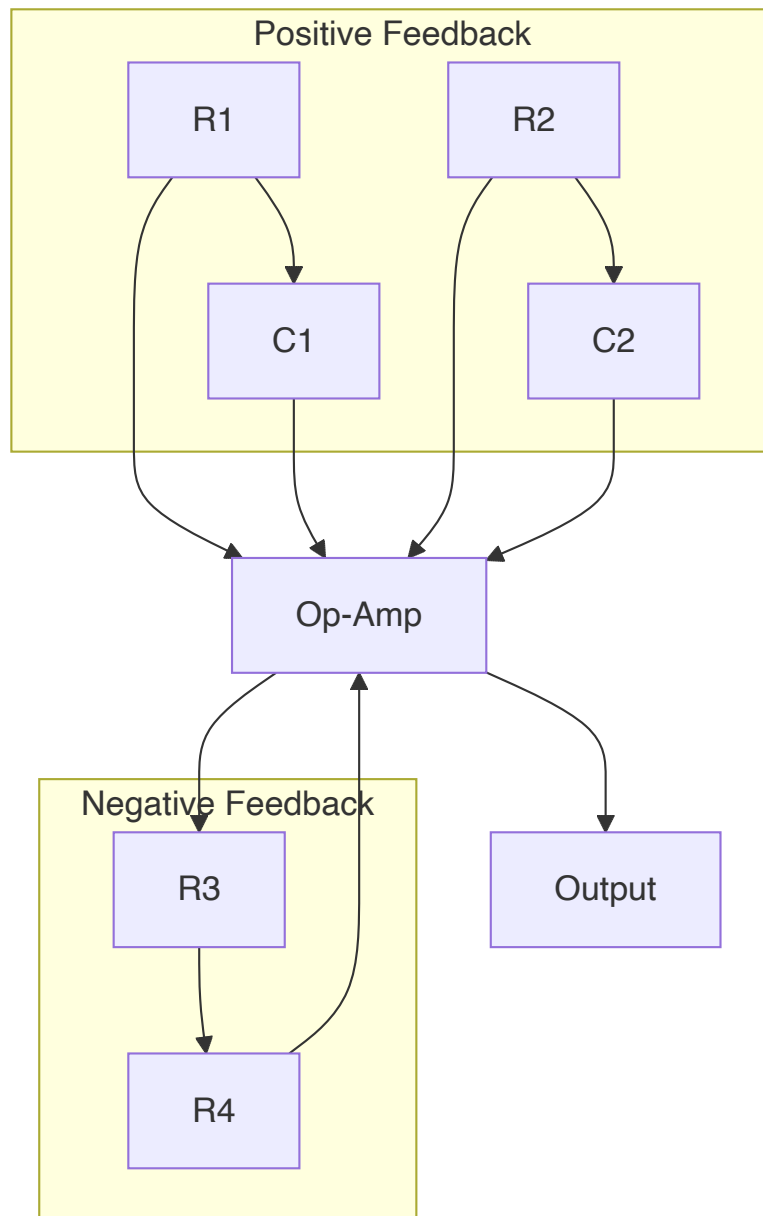 Positive Feedback
R1
R2
C1
C2
Op-Amp
Negative Feedback
R3
Output
R4